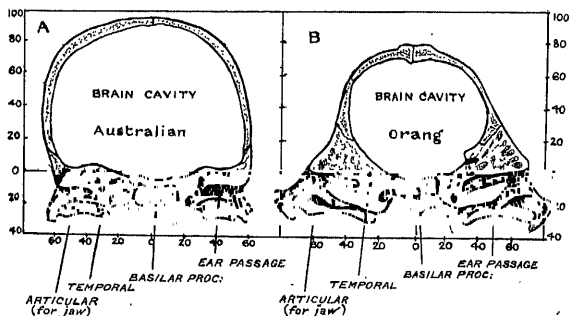 A
B
100
80
60
40
20
0
20
40
BRAIN CAVITY
Australian
BRAIN CAVITY
Orang
100
80
60
40
20
0
20
40
60 40 20 0 20 40 60
80 60 40 20 0 20 40 60
EAR PASSAGE
BASILAR PROC:
TEMPORAL
ARTICULAR
(for jaw)
EAR PASSAGE
BASILAR PROC:
TEMPORAL
ARTICULAR
(for jaw)